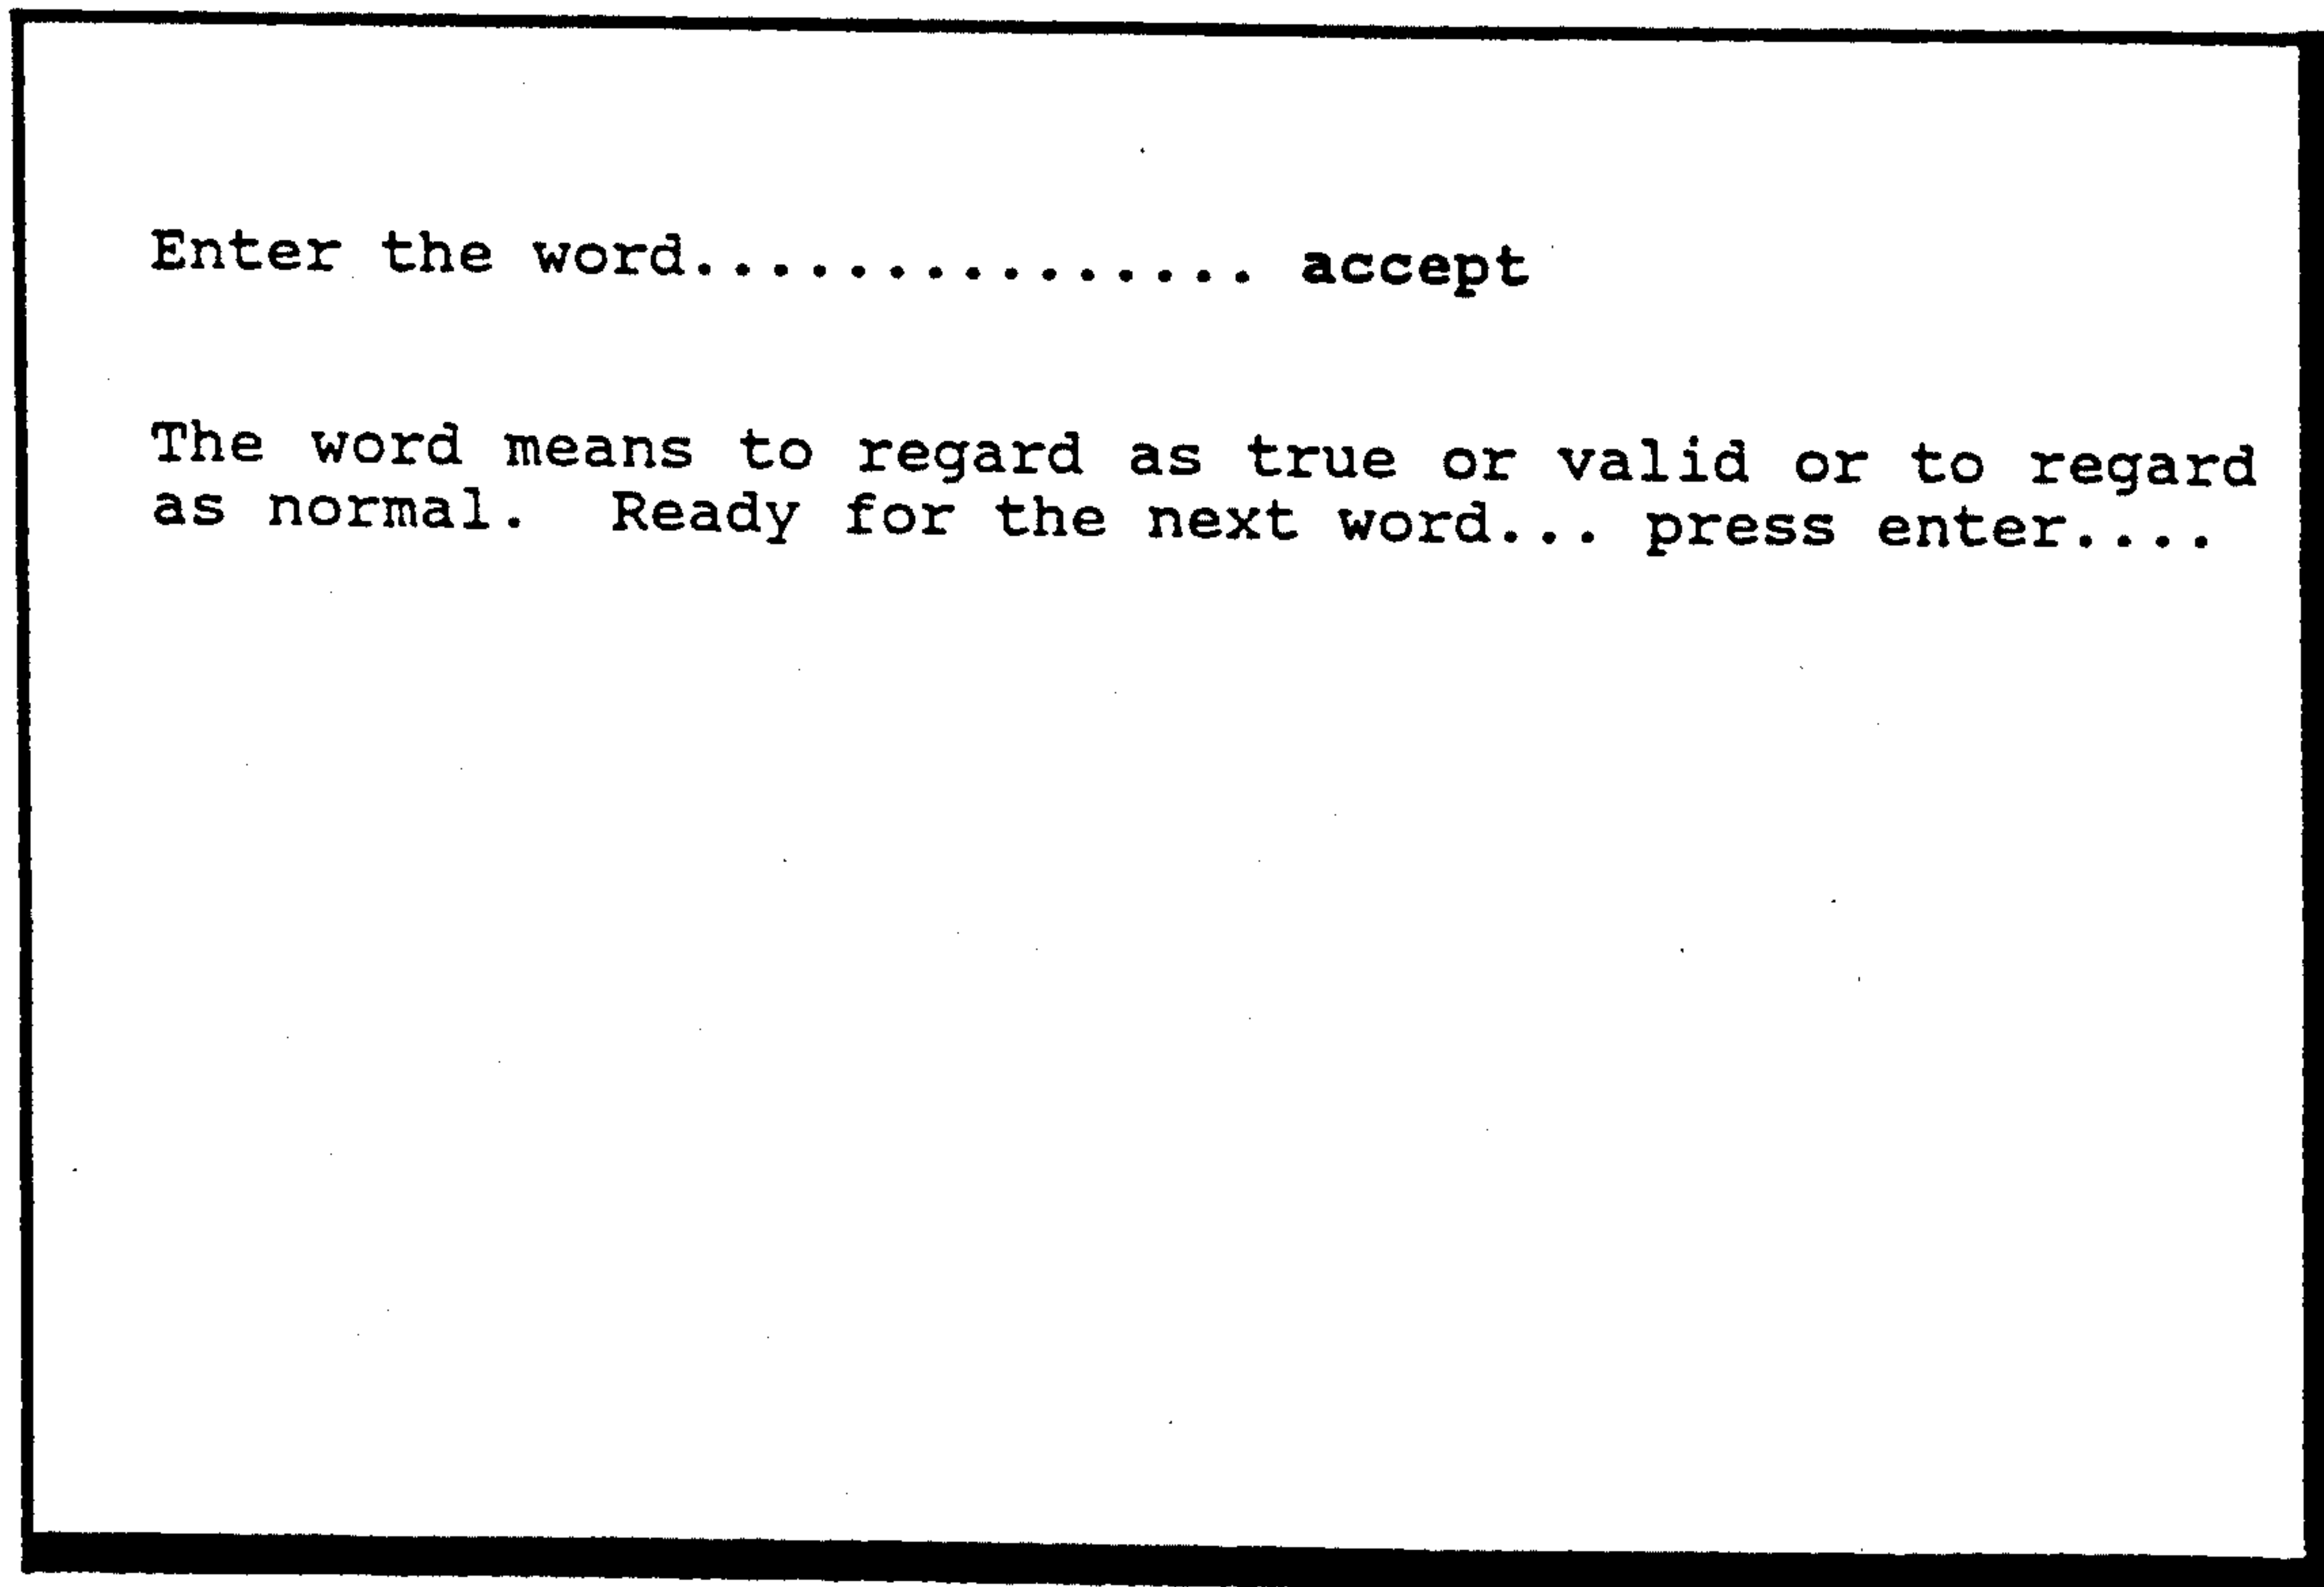 Enter the word............... accept
The word means to regard as true or valid or to regard
as normal.  Ready for the next word... press enter....